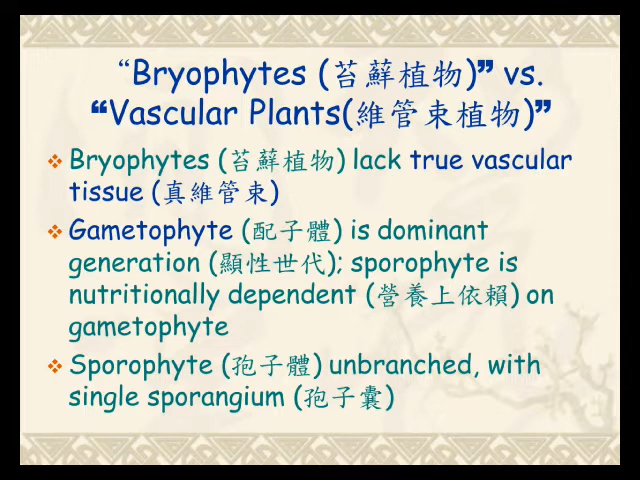 “Bryophytes (苔蘚植物)” vs.
“Vascular Plants(維管束植物)”
Bryophytes (苔蘚植物) lack true vascular
tissue (真維管束)
Gametophyte (配子體) is dominant
generation (顯性世代); sporophyte is
nutritionally dependent (營養上依賴) on
gametophyte
Sporophyte (孢子體) unbranched, with
single sporangium (孢子囊)